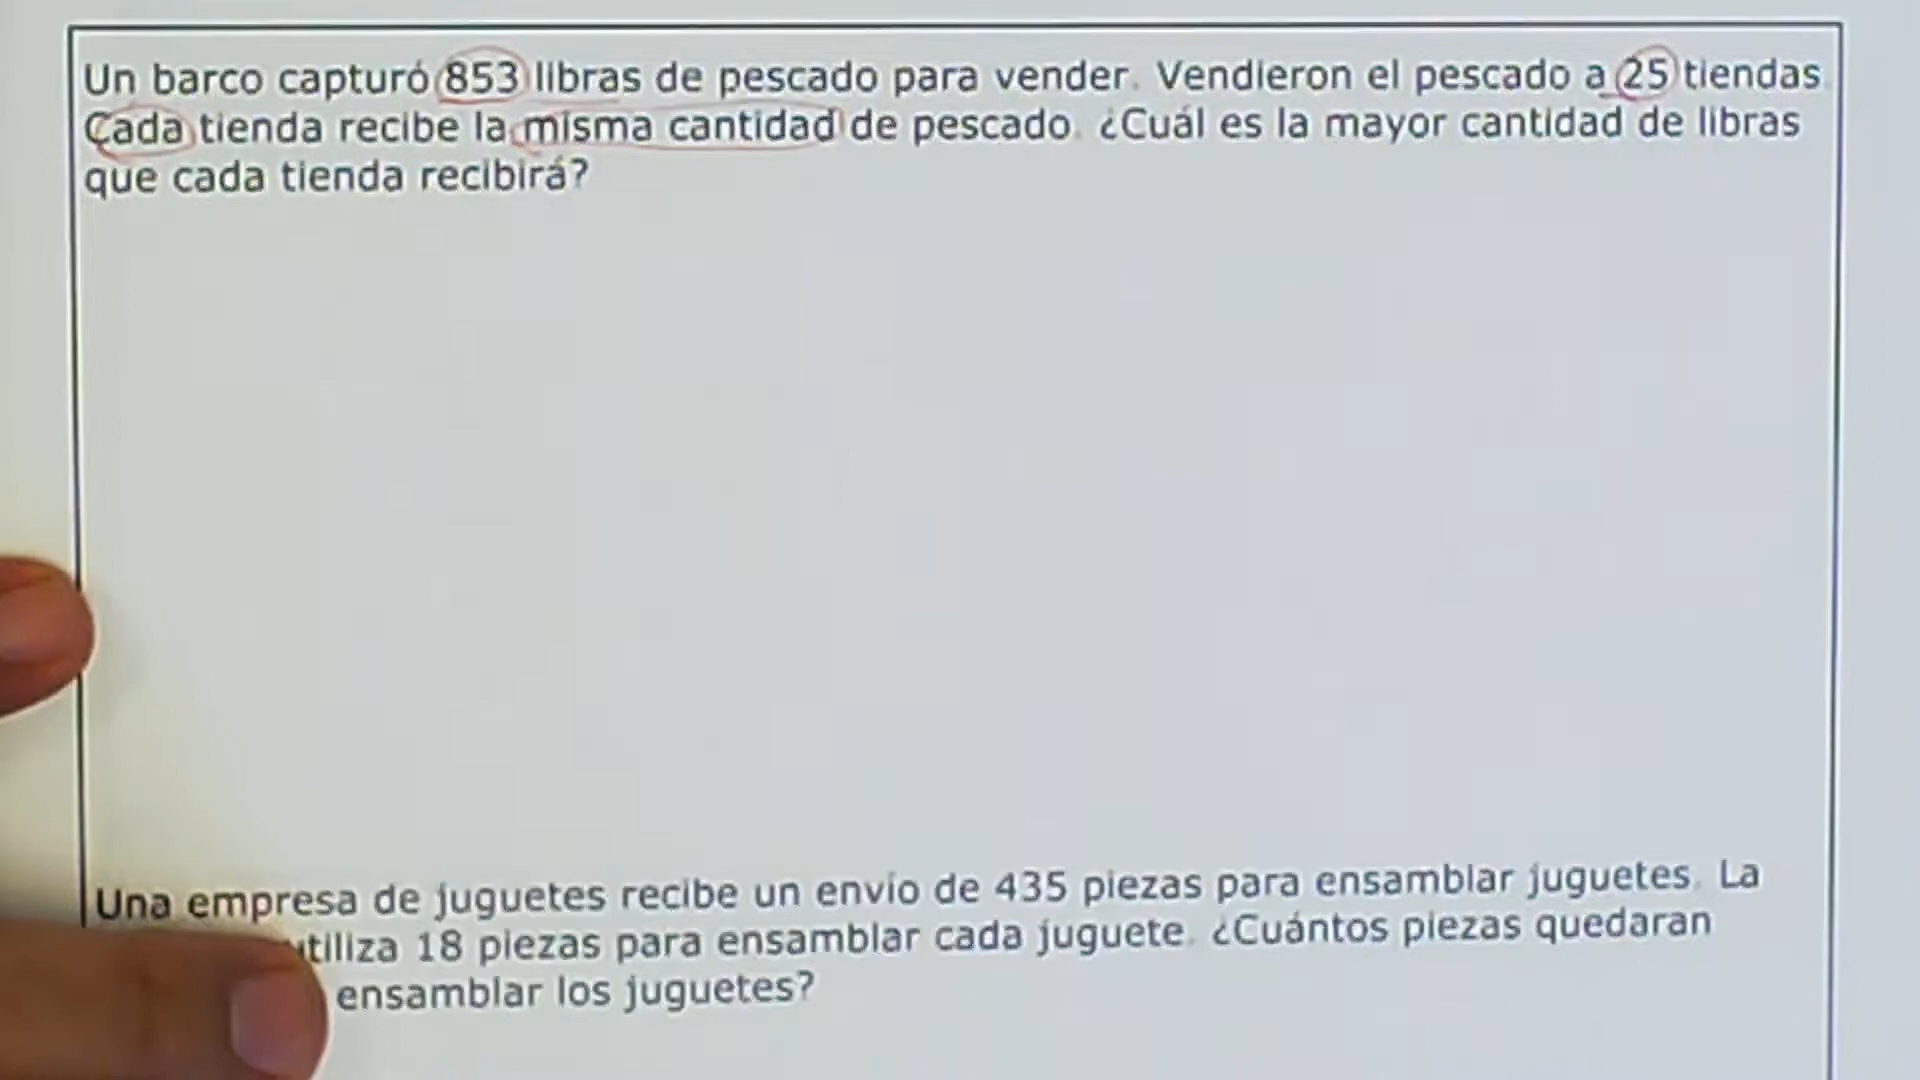 Un barco capturó 853 libras de pescado para vender. Vendieron el pescado a 25 tiendas.
Cada tienda recibe la misma cantidad de pescado. ¿Cuál es la mayor cantidad de libras
que cada tienda recibirá?
Una empresa de juguetes recibe un envío de 435 piezas para ensamblar juguetes. La
18 piezas para ensamblar cada juguete. ¿Cuántos piezas quedaran
ensamblar los juguetes?